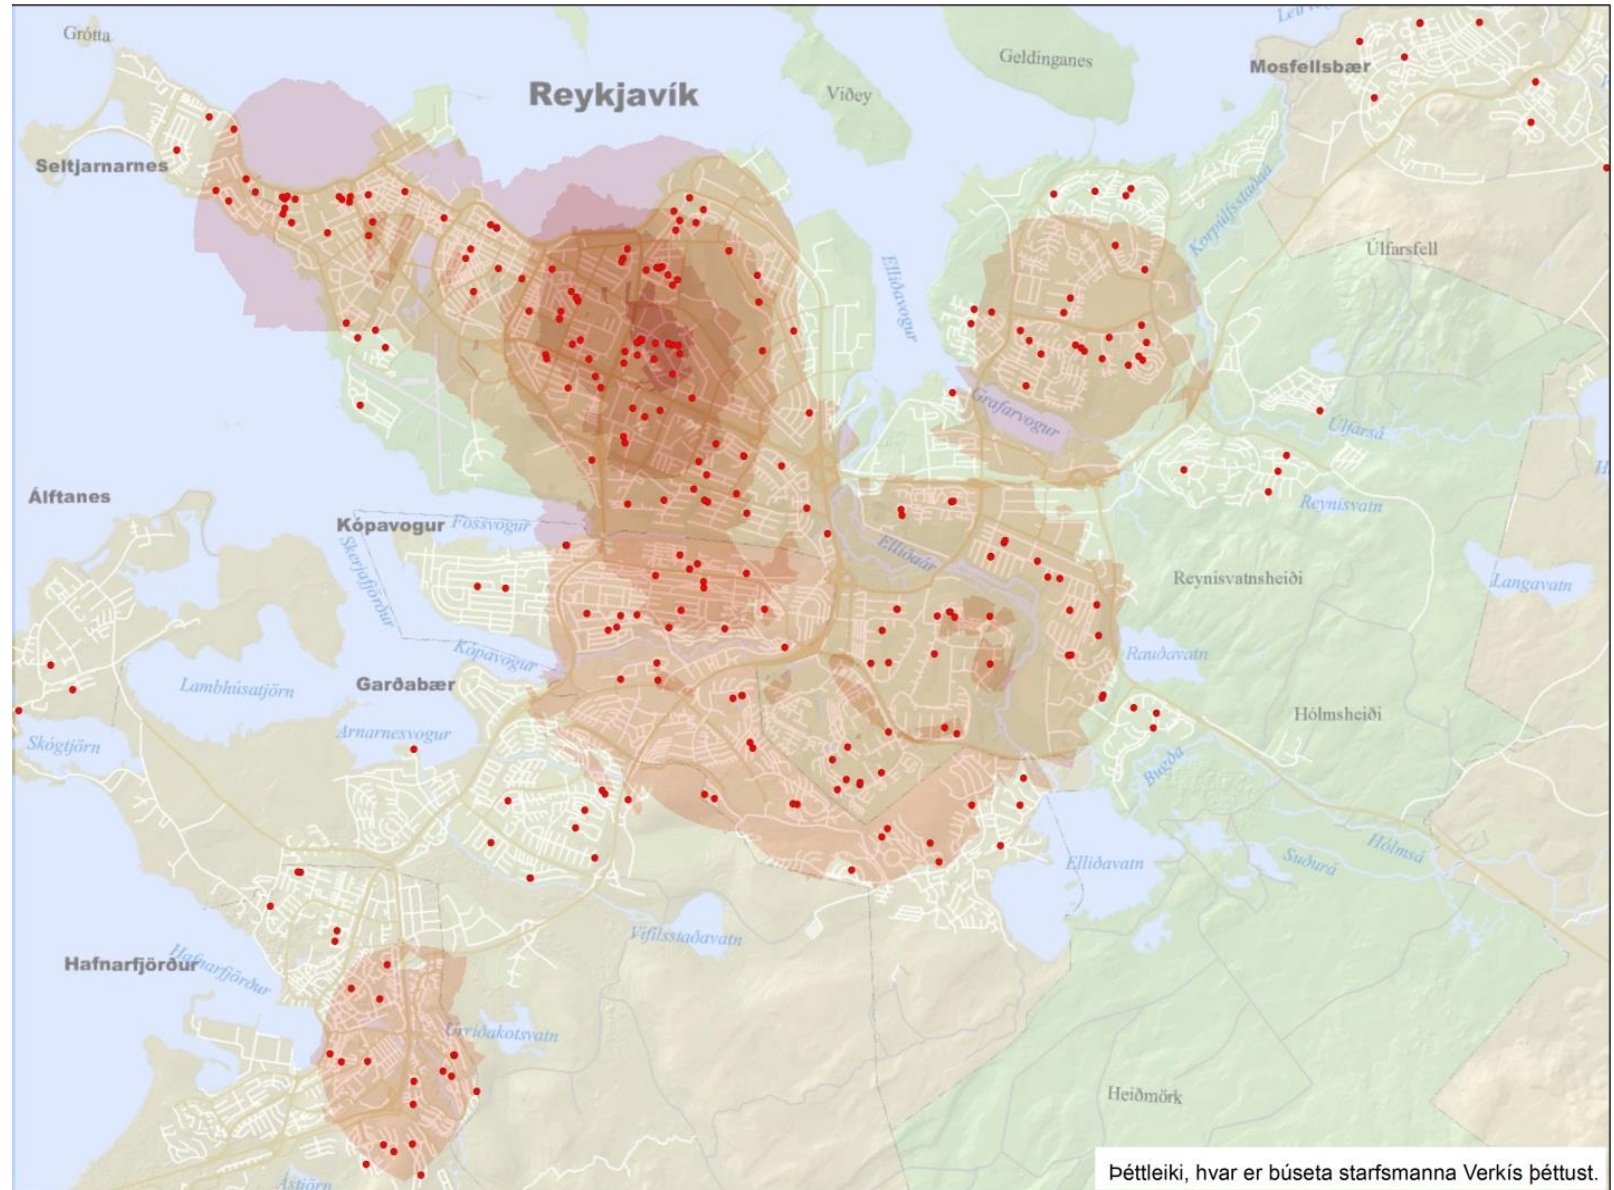 Grótta
Reykjavík
Viðey
Geldinganes
Mosfellsbær
Seltjarnarnes
Korpúlfsstaðaá
Úlfarsfell
Elliðavogur
Grafarvogur
Úlfarsá
Álftanes
Kópavogur
Fossvogur
Skerjafjörður
Reynisvatn
Elliðaár
Reynisvatnsheiði
Langavatn
Kópavogur
Rauðavatn
Garðabær
Lambhúsatjörn
Arnarnesvogur
Hólmsheiði
Skógtjörn
Bugða
Hólmsá
Suðurá
Elliðavatn
Vífilsstaðavatn
Hafnarfjörður
Hafnarfjörður
Urriðakotsvatn
Heiðmörk
Ástjörn
Þéttleiki, hvar er búseta starfsmanna Verkís þéttust.